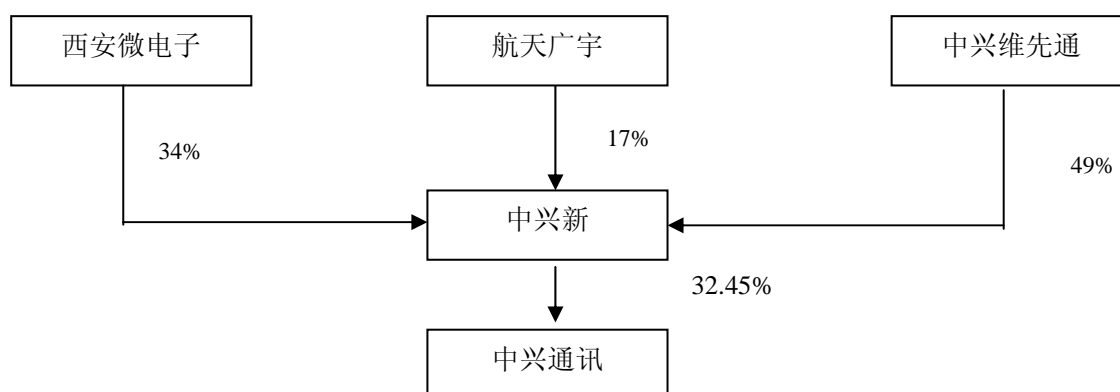 西安微电子
航天广宇
中兴维先通
34%
17%
49%
中兴新
32.45%
中兴通讯